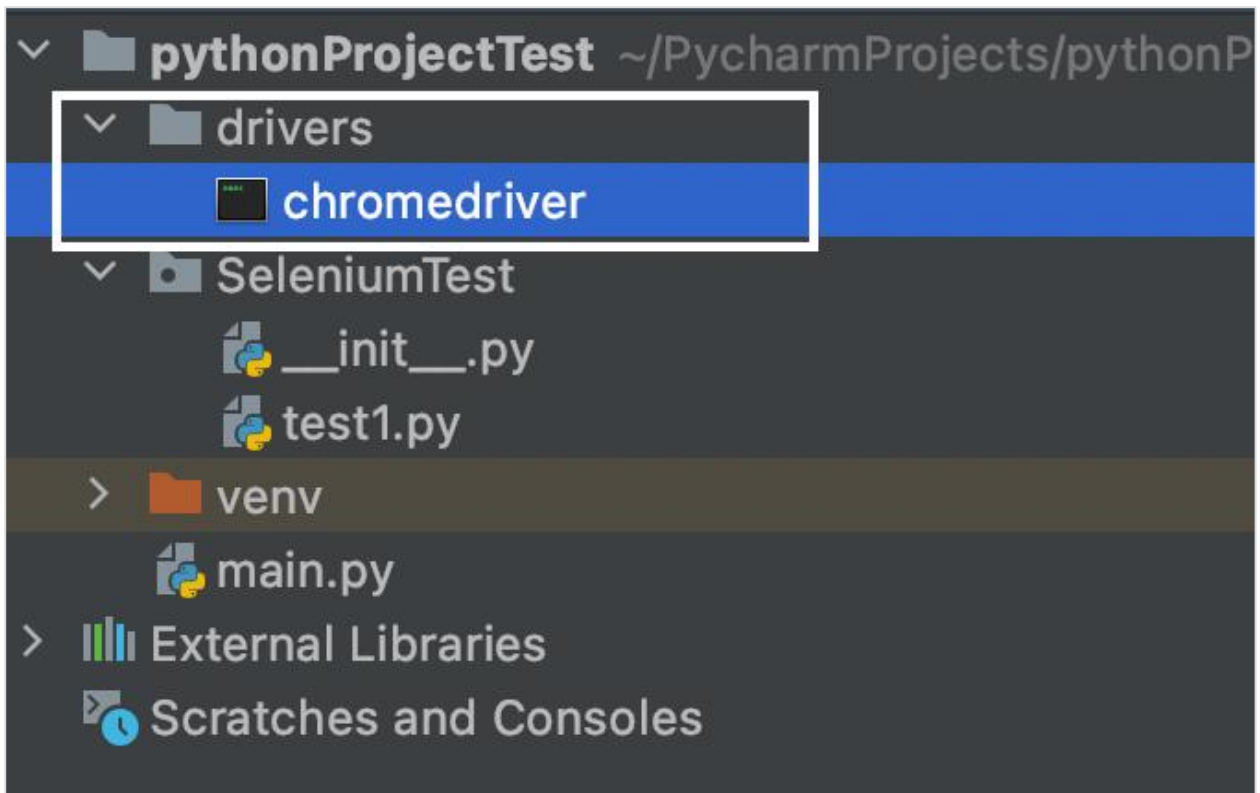 pythonProjectTest ~/PycharmProjects/pythonP
drivers
chromedriver
SeleniumTest
__init__.py
test1.py
venv
main.py
External Libraries
Scratches and Consoles